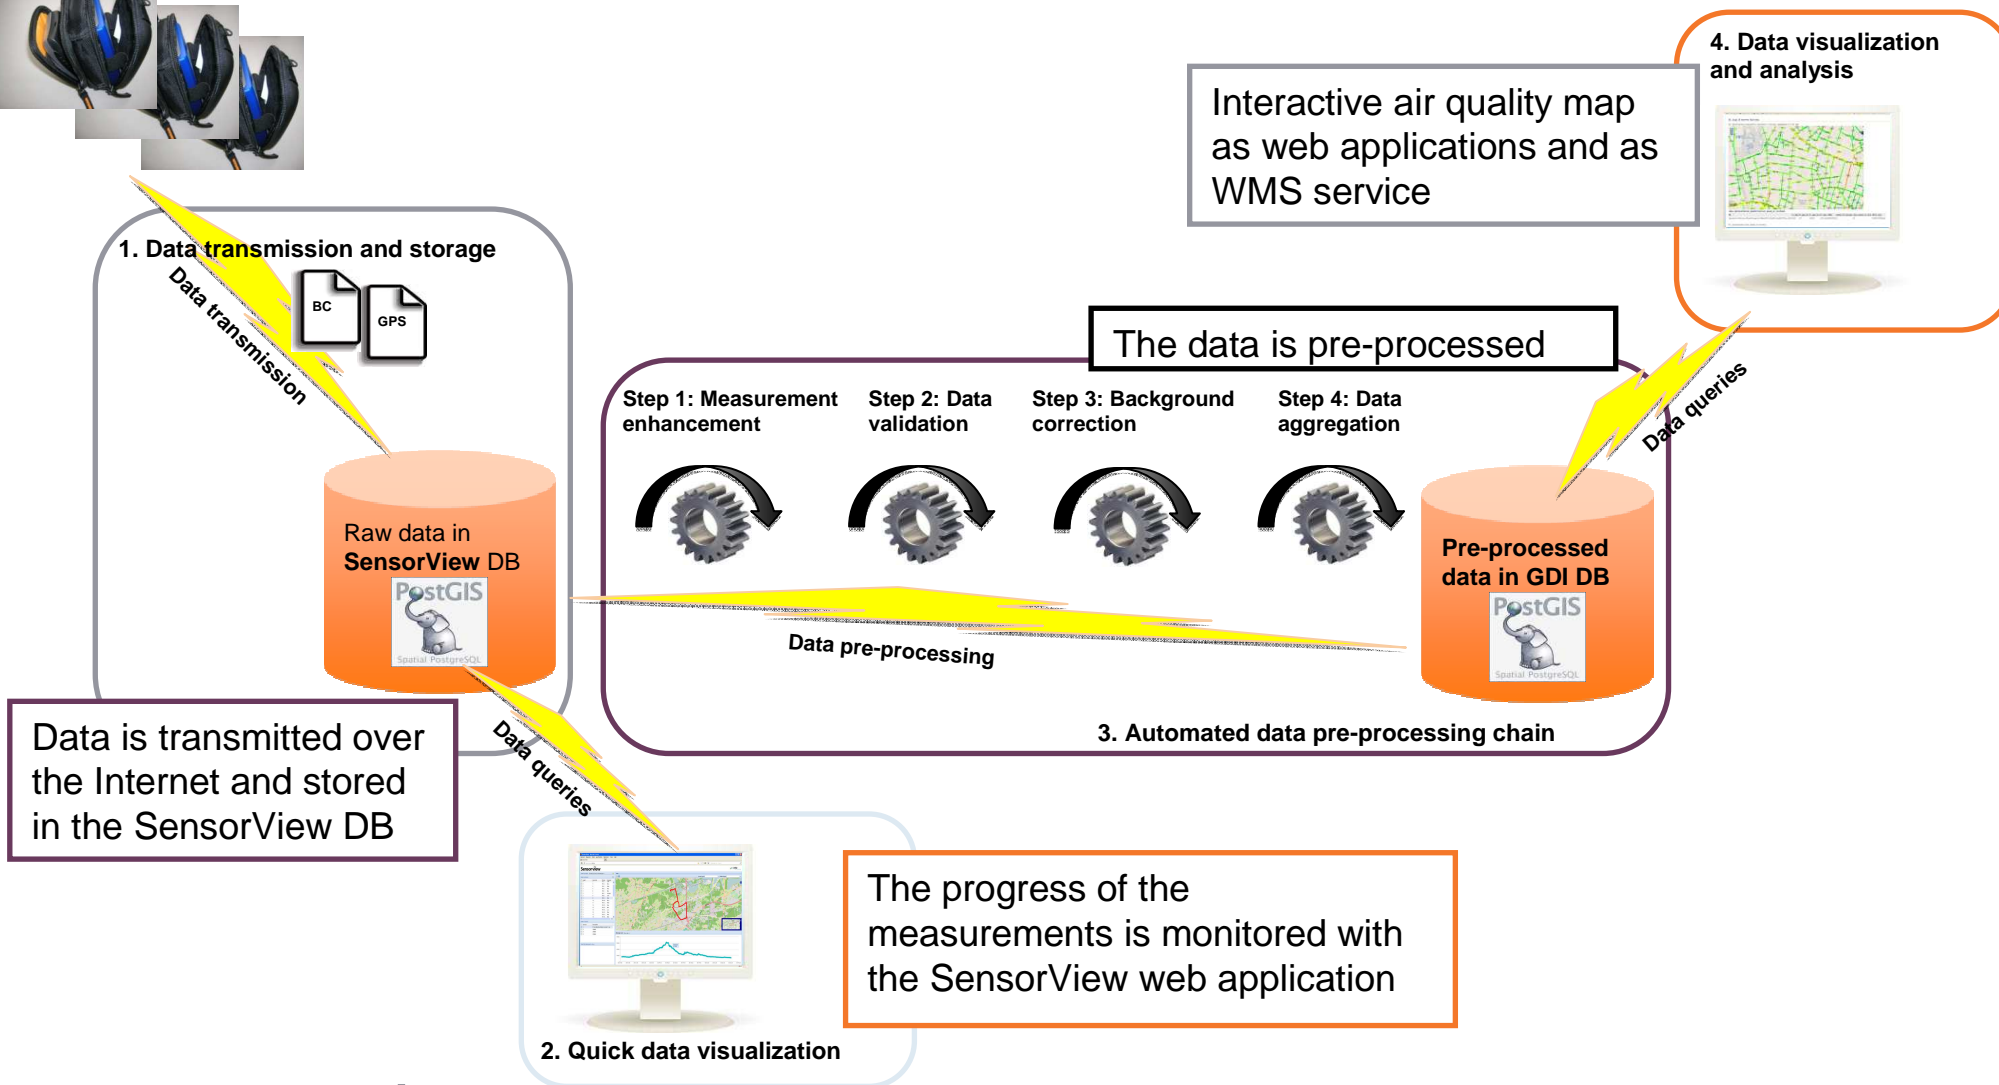 4. Data visualization
and analysis
Interactive air quality map
as web applications and as
WMS service
1. Data transmission and storage
Data transmission
BC
GPS
The data is pre-processed
Step 1: Measurement
enhancement
Step 2: Data
validation
Step 3: Background
correction
Step 4: Data
aggregation
Data queries
Raw data in
SensorView DB
PostGIS
Spatial PostgreSQL
Pre-processed
data in GDI DB
PostGIS
Spatial PostgreSQL
Data pre-processing
3. Automated data pre-processing chain
Data is transmitted over
the Internet and stored
in the SensorView DB
Data queries
SensorView
The progress of the
measurements is monitored with
the SensorView web application
2. Quick data visualization